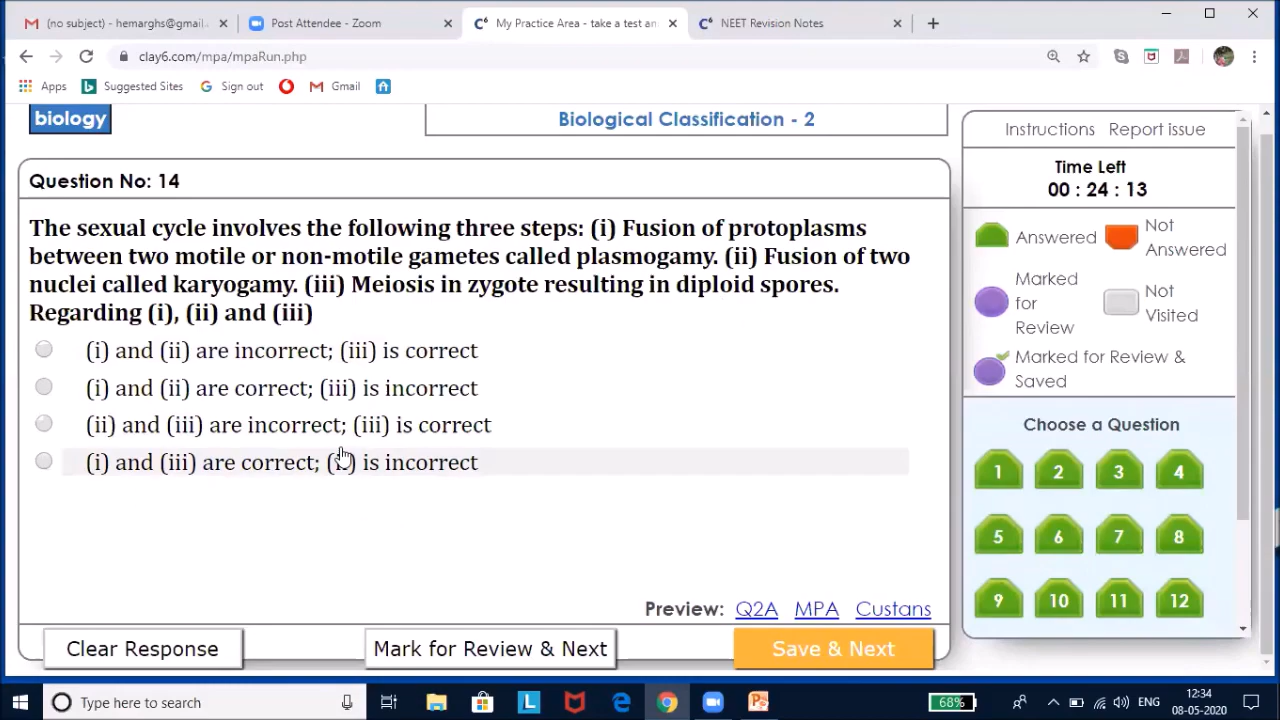 (no subject) - hemarghs@gmail.
Post Attendee - Zoom
My Practice Area - take a test an
NEET Revision Notes
clay6.com/mpa/mpaRun.php
Apps
Suggested Sites
Sign out
Gmail
biology
Biological Classification - 2
Instructions Report issue
Question No: 14
Time Left
00 : 24 : 13
The sexual cycle involves the following three steps: (i) Fusion of protoplasms
between two motile or non-motile gametes called plasmogamy. (ii) Fusion of two
nuclei called karyogamy. (iii) Meiosis in zygote resulting in diploid spores.
Regarding (i), (ii) and (iii)
(i) and (ii) are incorrect; (iii) is correct
(i) and (ii) are correct; (iii) is incorrect
(ii) and (iii) are incorrect; (iii) is correct
(i) and (iii) are correct; (ii) is incorrect
Answered
Not
Answered
Marked
for
Review
Not
Visited
Marked for Review &
Saved
Choose a Question
1 2 3 4
5 6 7 8
9 10 11 12
Preview: Q2A MPA Custans
Clear Response
Mark for Review & Next
Save & Next
Type here to search
68%
ENG
12:34
08-05-2020